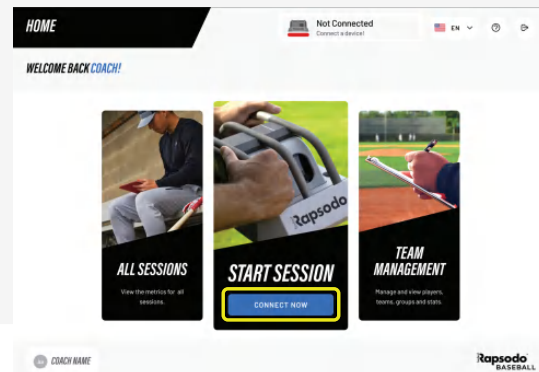 HOME
Not Connected
Connect a device!
EN
WELCOME BACK COACH!
Rapsodo
ALL SESSIONS
View the metrics for all
sessions.
START SESSION
CONNECT NOW
TEAM
MANAGEMENT
Manage and view players,
teams, groups and stats.
COACH NAME
Rapsodo
BASEBALL